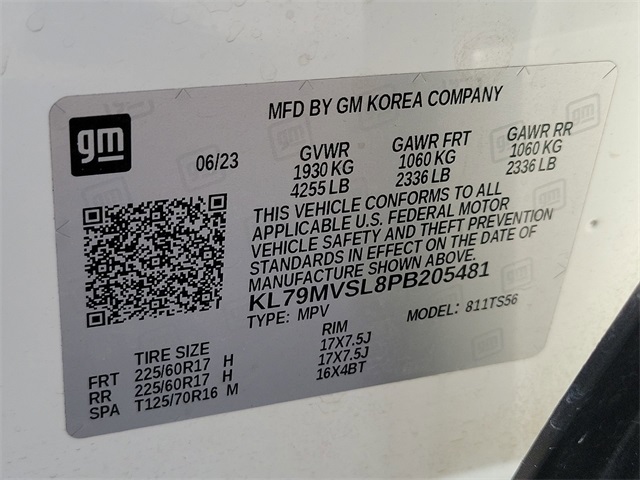 gm
MFD BY GM KOREA COMPANY
06/23 GVWR GAWR FRT GAWR RR
1930 KG 1060 KG 1060 KG
4255 LB 2336 LB 2336 LB
THIS VEHICLE CONFORMS TO ALL
APPLICABLE U.S. FEDERAL MOTOR
VEHICLE SAFETY AND THEFT PREVENTION
STANDARDS IN EFFECT ON THE DATE OF
MANUFACTURE SHOWN ABOVE.
KL79MVSL8PB205481
TYPE: MPV MODEL: 811TS56
TIRE SIZE RIM
FRT 225/60R17 H 17X7.5J
RR 225/60R17 H 17X7.5J
SPA T125/70R16 M 16X4BT